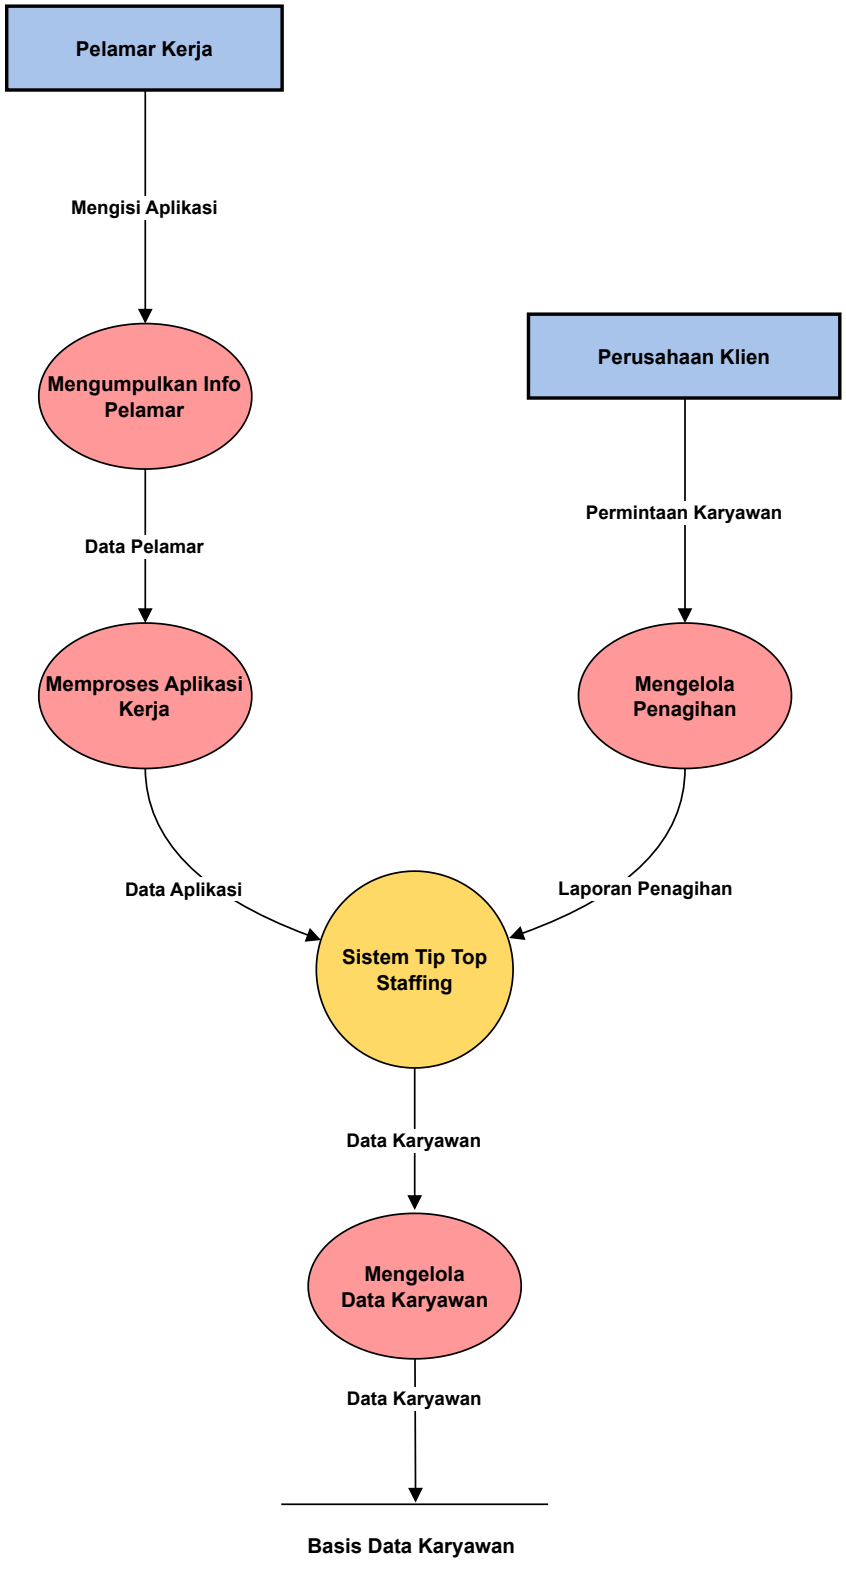 Pelamar Kerja
Mengisi Aplikasi
Mengumpulkan Info
Pelamar
Data Pelamar
Memproses Aplikasi
Kerja
Data Aplikasi
Perusahaan Klien
Permintaan Karyawan
Mengelola
Penagihan
Laporan Penagihan
Sistem Tip Top
Staffing
Data Karyawan
Mengelola
Data Karyawan
Data Karyawan
Basis Data Karyawan